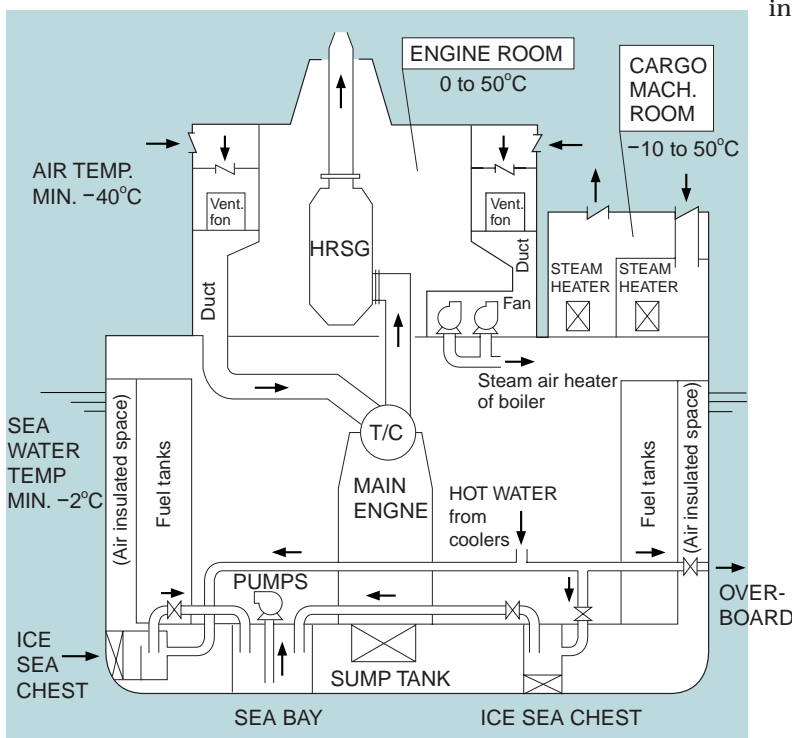 in
ENGINE ROOM
0 to 50°C
CARGO
MACH.
ROOM
−10 to 50°C
AIR TEMP.
MIN. −40°C
Vent.
fon
Vent.
fon
HRSG
Duct
Duct
STEAM
HEATER
STEAM
HEATER
Fan
Steam air heater
of boiler
T/C
SEA
WATER
TEMP
MIN. −2°C
(Air insulated space)
Fuel tanks
MAIN
ENGNE
HOT WATER
from
coolers
Fuel tanks
(Air insulated space)
PUMPS
OVER-
BOARD
ICE
SEA
CHEST
SUMP TANK
SEA BAY
ICE SEA CHEST